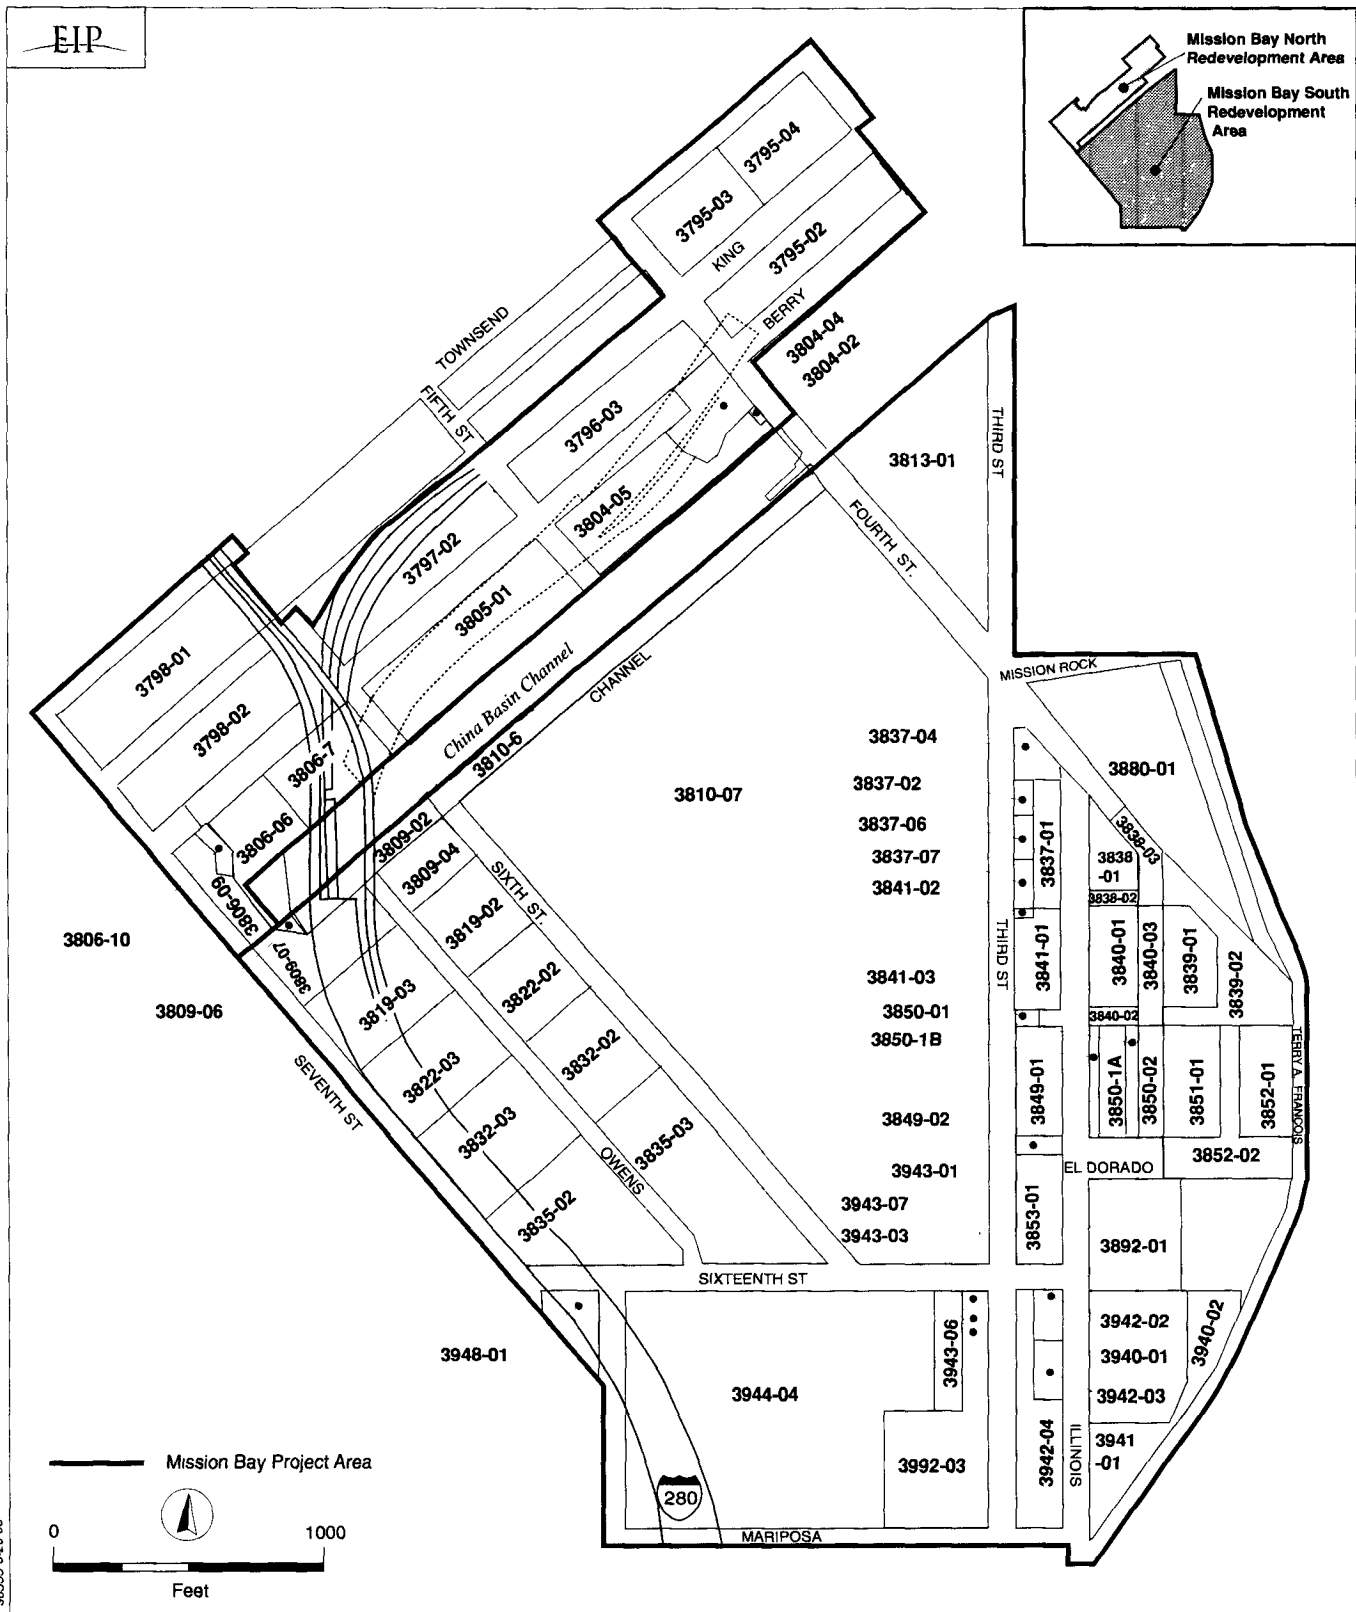 EIP
Mission Bay North
Redevelopment Area
Mission Bay South
Redevelopment
Area
3795-04
3795-03
KING
3795-02
BERRY
TOWNSEND
FIFTH ST
3804-04
3804-02
3796-03
3813-01
THIRD ST
3804-05
FOURTH ST.
3797-02
3805-01
3798-01
China Basin Channel
CHANNEL
MISSION ROCK
3798-02
3806-7
3810-6
3837-04
3880-01
3810-07
3837-02
3806-06
3809-02
3837-06
3837-01
3838-03
3809-04
3837-07
3838
-01
3841-02
3838-02
SIXTH ST.
3806-09
3819-02
3806-10
3809-07
THIRD ST
3841-01
3840-01
3840-03
3839-01
3839-02
3822-02
3841-03
3819-03
3809-06
3850-01
3840-02
3850-1B
3832-02
SEVENTH ST
3822-03
3849-01
3850-1A
3850-02
3851-01
3852-01
TERRY A. FRANCOIS
3849-02
3832-03
3835-03
3852-02
EL DORADO
OWENS
3943-01
3835-02
3943-07
3853-01
3943-03
3892-01
SIXTEENTH ST
3942-02
3940-02
3948-01
3943-06
3940-01
3944-04
3942-03
3942-04
ILLINOIS
3941
-01
3992-03
Mission Bay Project Area
280
MARIPOSA
0 1000
Feet